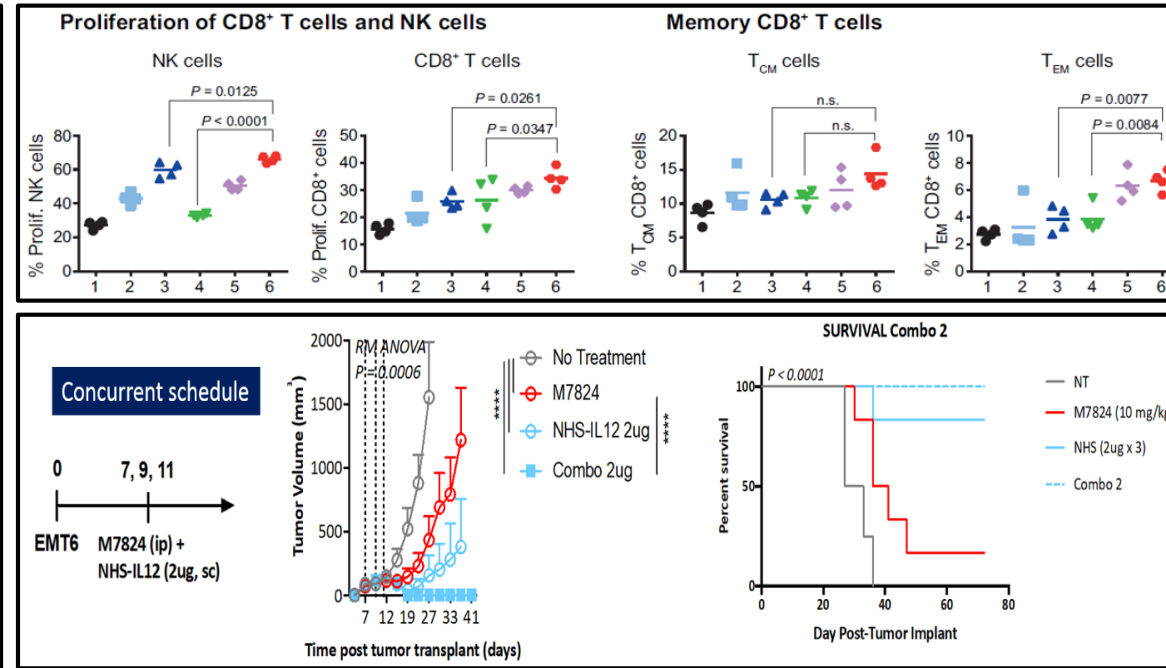 Proliferation of CD8⁺ T cells and NK cells
Memory CD8⁺ T cells
NK cells
P = 0.0125
P < 0.0001
% Prolif. NK cells
80
60
40
20
0
1 2 3 4 5 6
CD8⁺ T cells
P = 0.0261
P = 0.0347
% Prolif. CD8⁺ cells
50
40
30
20
10
0
1 2 3 4 5 6
T_CM cells
n.s.
n.s.
% T_CM CD8⁺ cells
20
15
10
5
0
1 2 3 4 5 6
T_EM cells
P = 0.0077
P = 0.0084
% T_EM CD8⁺ cells
10
8
6
4
2
0
1 2 3 4 5 6
Concurrent schedule
0 7, 9, 11
EMT6 M7824 (ip) +
NHS-IL12 (2ug, sc)
RM ANOVA
P = 0.0006
Tumor Volume (mm³)
2000
1500
1000
500
0
7 12 19 27 33 41
Time post tumor transplant (days)
No Treatment
M7824
NHS-IL12 2ug
Combo 2ug
****
****
SURVIVAL Combo 2
P < 0.0001
Percent survival
100
50
0
0 20 40 60 80
Day Post-Tumor Implant
NT
M7824 (10 mg/kg
NHS (2ug x 3)
Combo 2